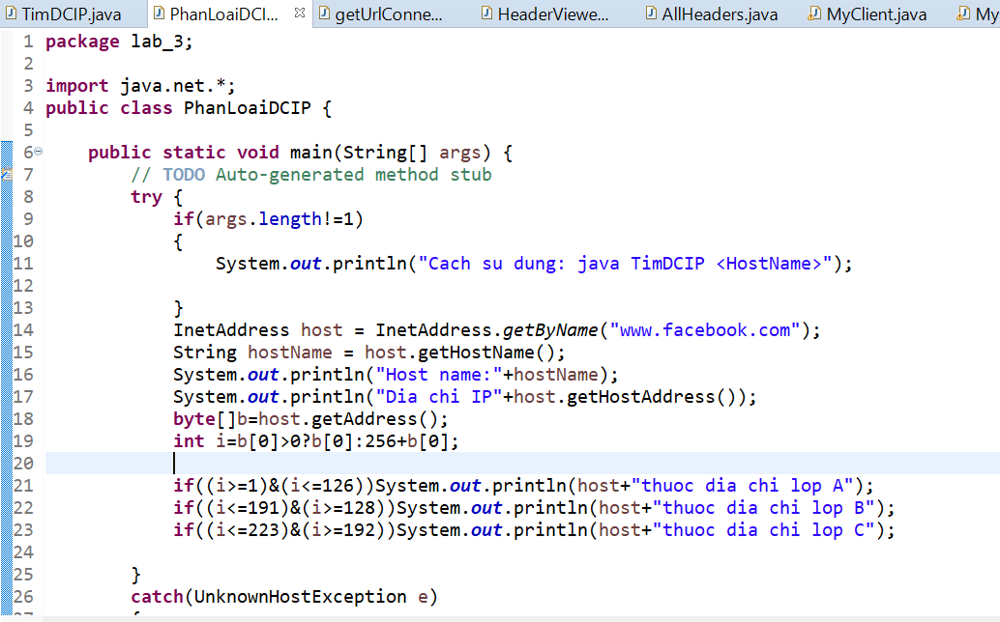 TimDCIP.java PhanLoaiDCI... getUrlConne... HeaderViewe... AllHeaders.java MyClient.java My
1 package lab_3;
2
3 import java.net.*;
4 public class PhanLoaiDCIP {
5
6 public static void main(String[] args) {
7 // TODO Auto-generated method stub
8 try {
9 if(args.length!=1)
10 {
11 System.out.println("Cach su dung: java TimDCIP <HostName>");
12
13 }
14 InetAddress host = InetAddress.getByName("www.facebook.com");
15 String hostName = host.getHostName();
16 System.out.println("Host name:"+hostName);
17 System.out.println("Dia chi IP"+host.getHostAddress());
18 byte[]b=host.getAddress();
19 int i=b[0]>0?b[0]:256+b[0];
20
21 if((i>=1)&(i<=126))System.out.println(host+"thuoc dia chi lop A");
22 if((i<=191)&(i>=128))System.out.println(host+"thuoc dia chi lop B");
23 if((i<=223)&(i>=192))System.out.println(host+"thuoc dia chi lop C");
24
25 }
26 catch(UnknownHostException e)